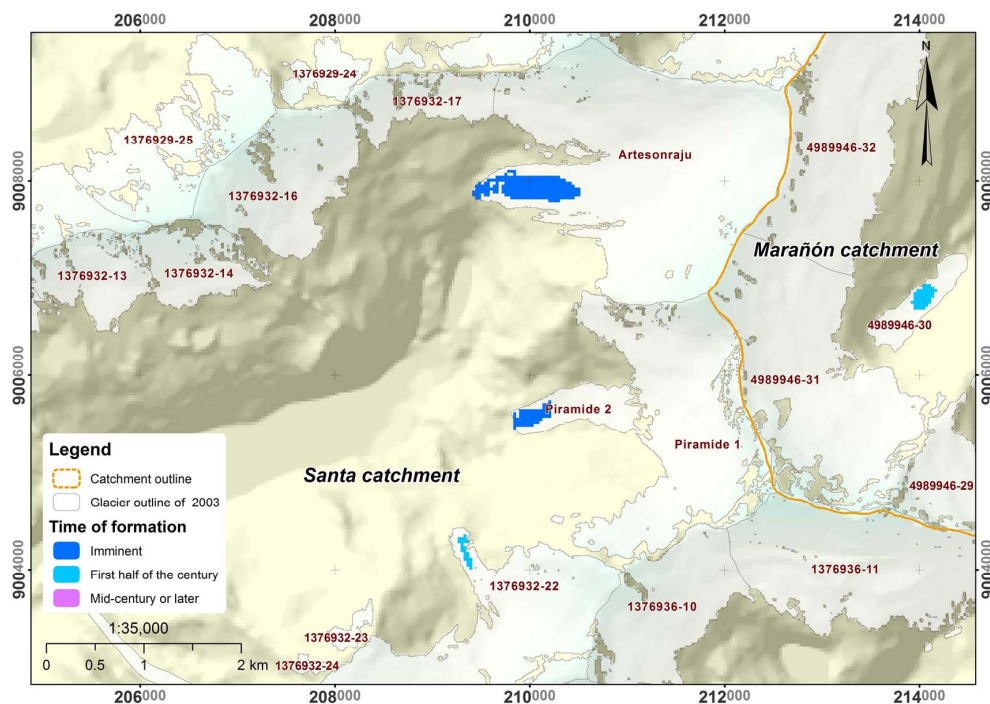 206000 208000 210000 212000 214000
N
1376929-24
1376932-17
1376929-25
Artesonraju
4989946-32
9008000 9008000
1376932-16
Marañón catchment
1376932-13 1376932-14
4989946-30
9006000 9006000
4989946-31
Piramide 2
Piramide 1
Santa catchment
4989946-29
Legend
Catchment outline
Glacier outline of 2003
Time of formation
Imminent
First half of the century
Mid-century or later
9004000 9004000
1376932-22
1376936-11
1376936-10
1:35,000
1376932-23
0 0.5 1 2 km
1376932-24
206000 208000 210000 212000 214000